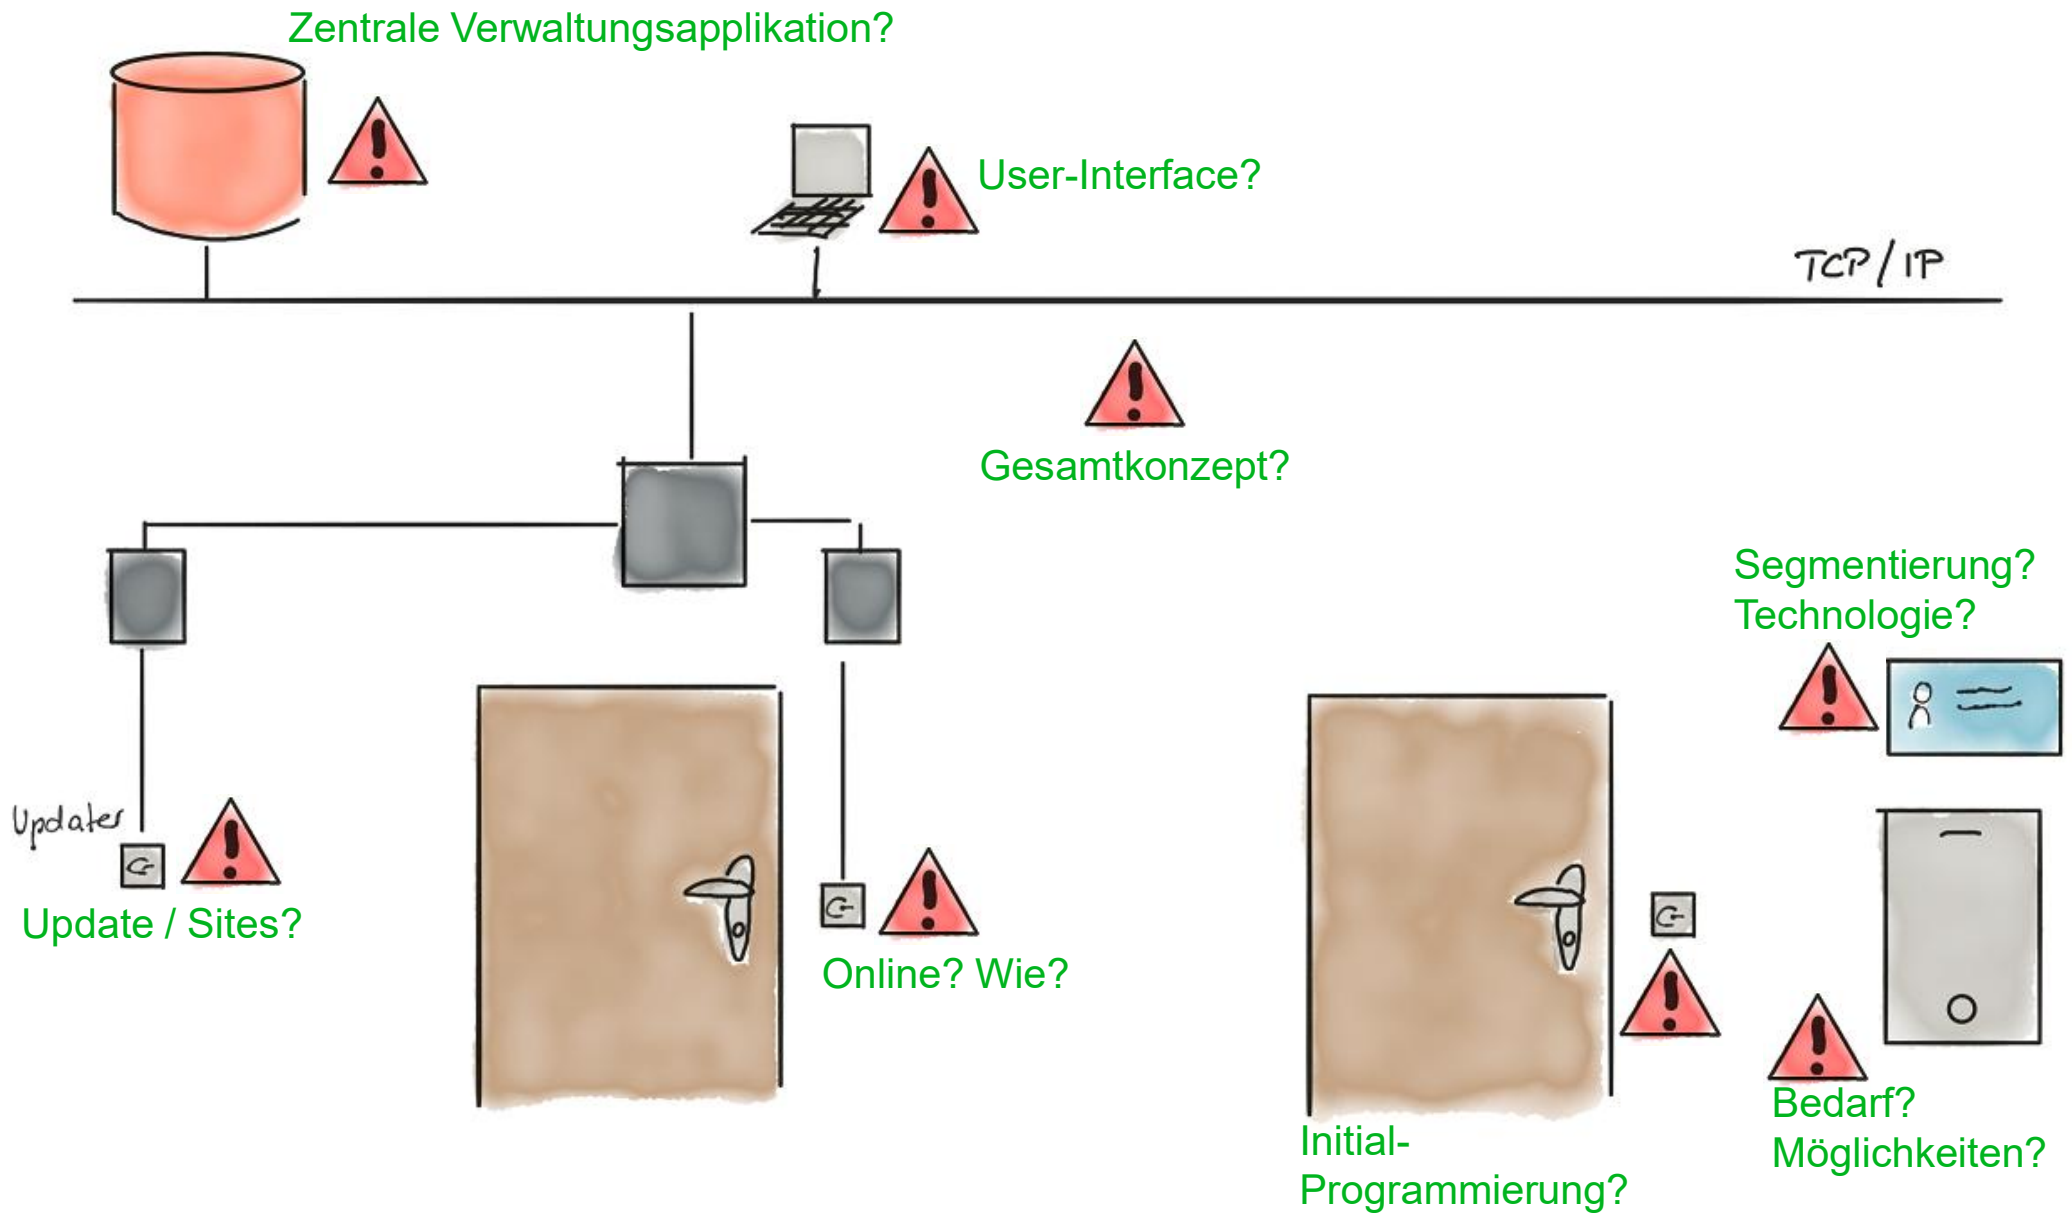 Zentrale Verwaltungsapplikation?
User-Interface?
TCP/IP
Gesamtkonzept?
Segmentierung?
Technologie?
Updater
Update / Sites?
Online? Wie?
Bedarf?
Möglichkeiten?
Initial-
Programmierung?